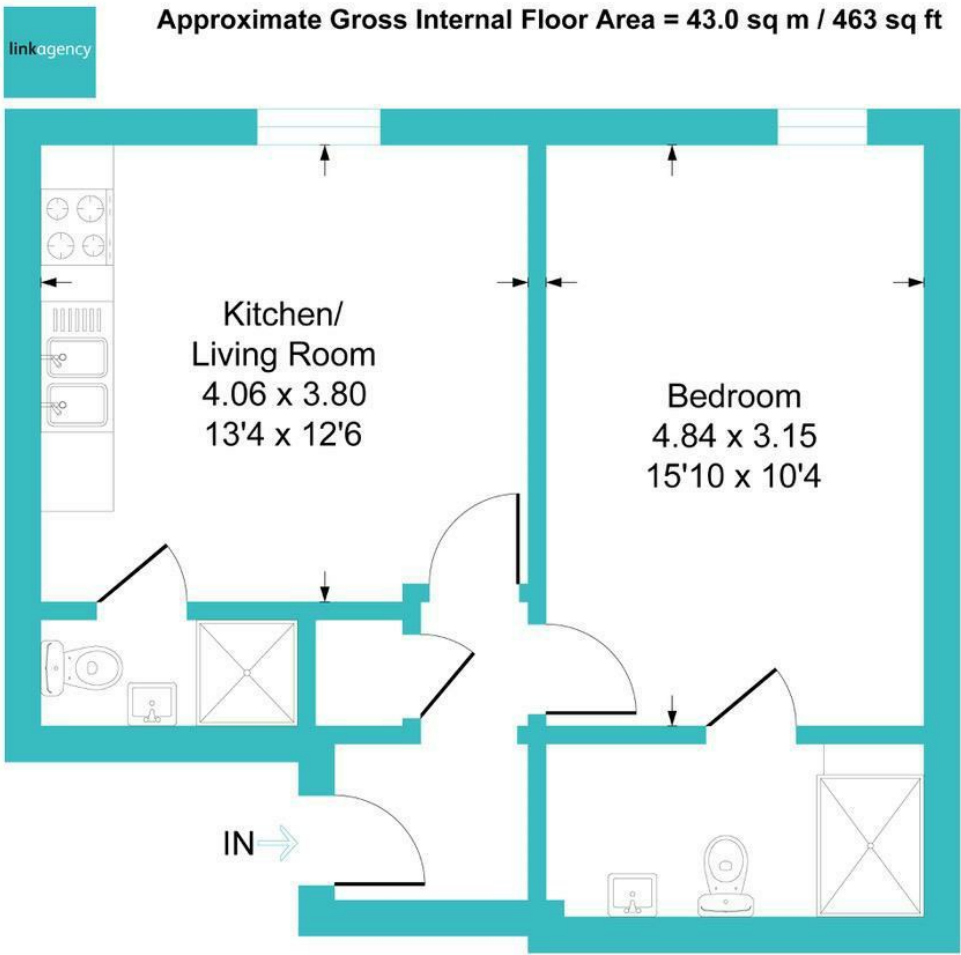 Approximate Gross Internal Floor Area = 43.0 sq m / 463 sq ft
linkagency
Kitchen/
Living Room
4.06 x 3.80
13'4 x 12'6
Bedroom
4.84 x 3.15
15'10 x 10'4
IN